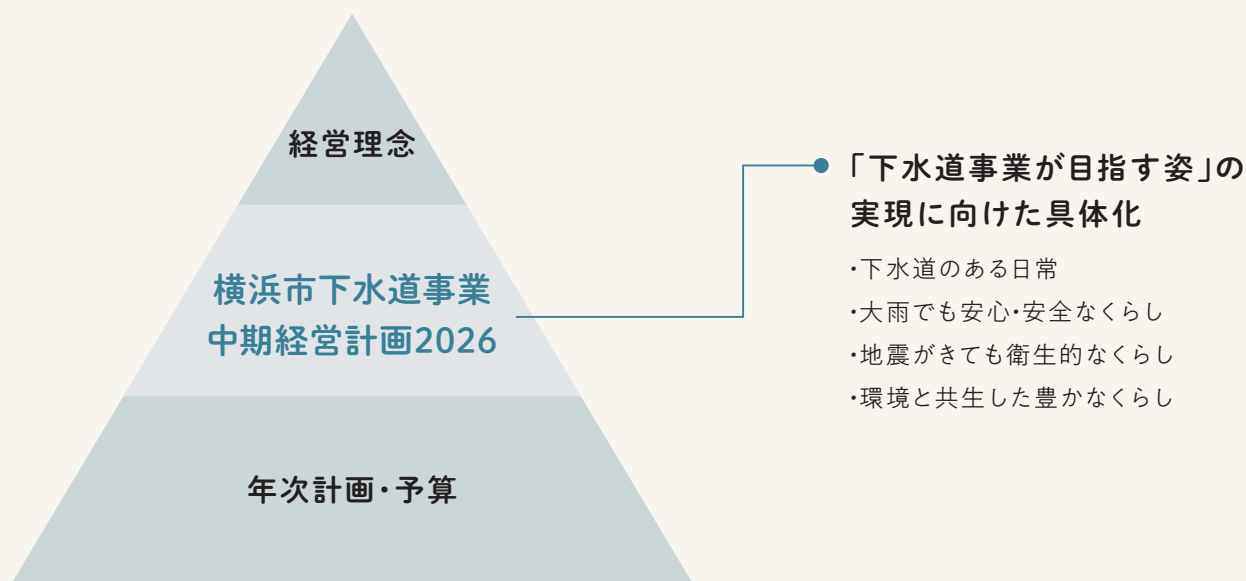 経営理念
横浜市下水道事業
中期経営計画2026
年次計画・予算
「下水道事業が目指す姿」の
実現に向けた具体化
・下水道のある日常
・大雨でも安心・安全なくらし
・地震がきても衛生的なくらし
・環境と共生した豊かなくらし